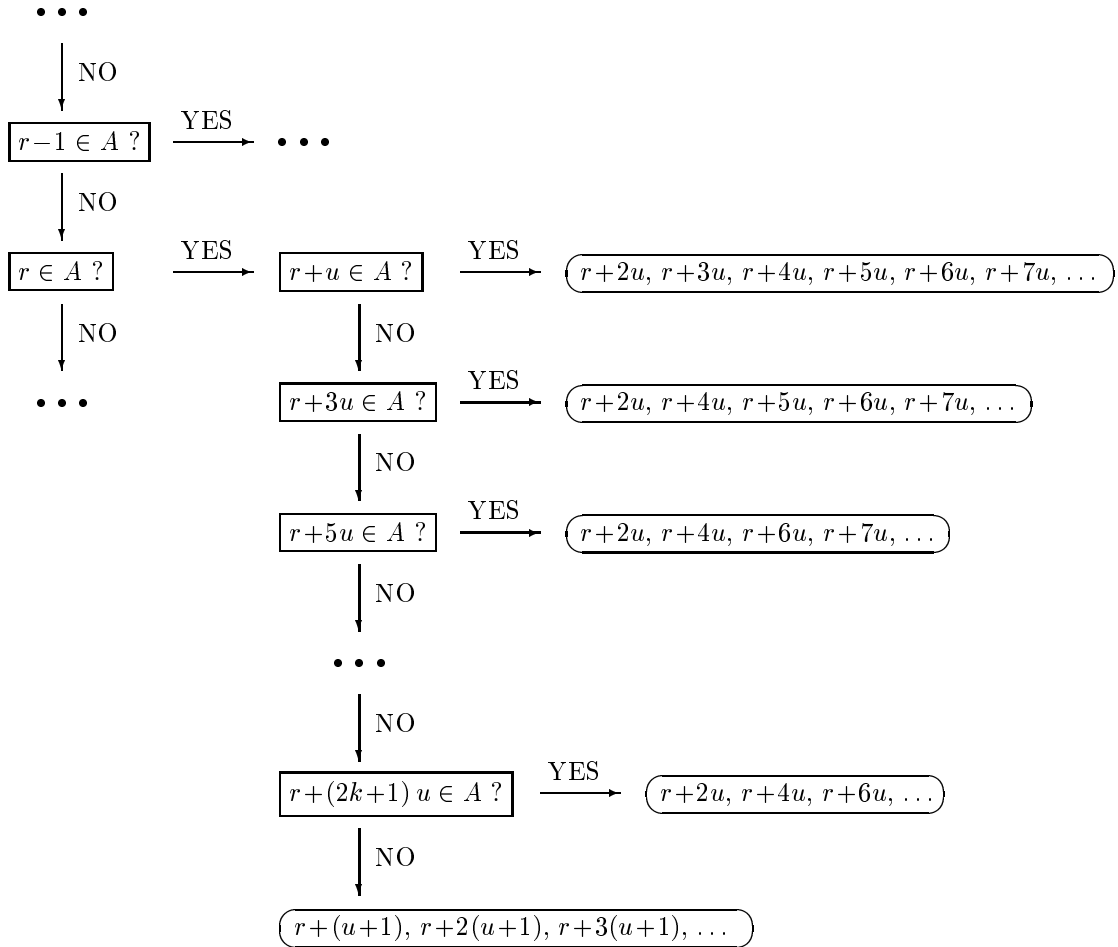 • • •
NO
r−1 ∈ A ?
YES
• • •
NO
r ∈ A ?
YES
r+u ∈ A ?
YES
r+2u, r+3u, r+4u, r+5u, r+6u, r+7u, ...
NO
NO
• • •
r+3u ∈ A ?
YES
r+2u, r+4u, r+5u, r+6u, r+7u, ...
NO
r+5u ∈ A ?
YES
r+2u, r+4u, r+6u, r+7u, ...
NO
• • •
NO
r+(2k+1) u ∈ A ?
YES
r+2u, r+4u, r+6u, ...
NO
r+(u+1), r+2(u+1), r+3(u+1), ...